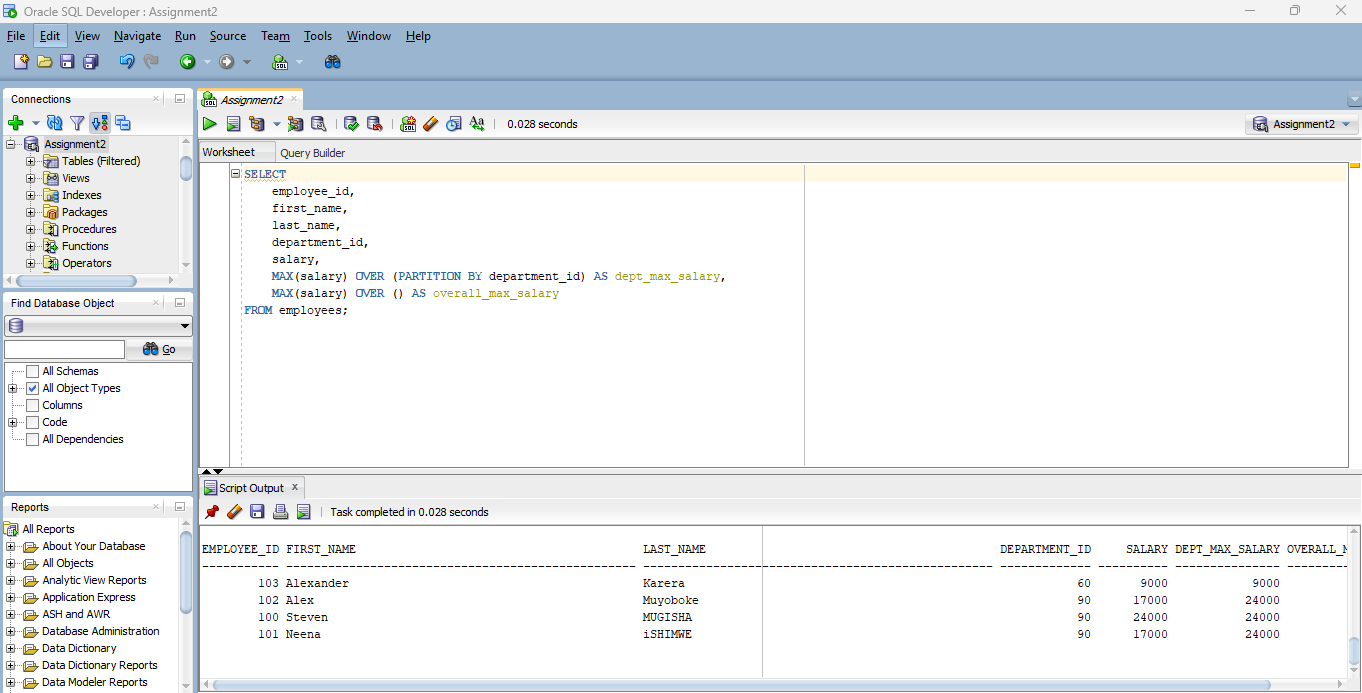 Oracle SQL Developer : Assignment2
File Edit View Navigate Run Source Team Tools Window Help
Connections
Assignment2
Tables (Filtered)
Views
Indexes
Packages
Procedures
Functions
Operators
Find Database Object
Go
All Schemas
All Object Types
Columns
Code
All Dependencies
Reports
All Reports
About Your Database
All Objects
Analytic View Reports
Application Express
ASH and AWR
Database Administration
Data Dictionary
Data Dictionary Reports
Data Modeler Reports
Assignment2
0.028 seconds
Assignment2
Worksheet Query Builder
SELECT
employee_id,
first_name,
last_name,
department_id,
salary,
MAX(salary) OVER (PARTITION BY department_id) AS dept_max_salary,
MAX(salary) OVER () AS overall_max_salary
FROM employees;
Script Output
Task completed in 0.028 seconds
EMPLOYEE_ID FIRST_NAME LAST_NAME DEPARTMENT_ID SALARY DEPT_MAX_SALARY OVERALL_M
103 Alexander Karera 60 9000 9000
102 Alex Muyoboke 90 17000 24000
100 Steven MUGISHA 90 24000 24000
101 Neena iSHIMWE 90 17000 24000